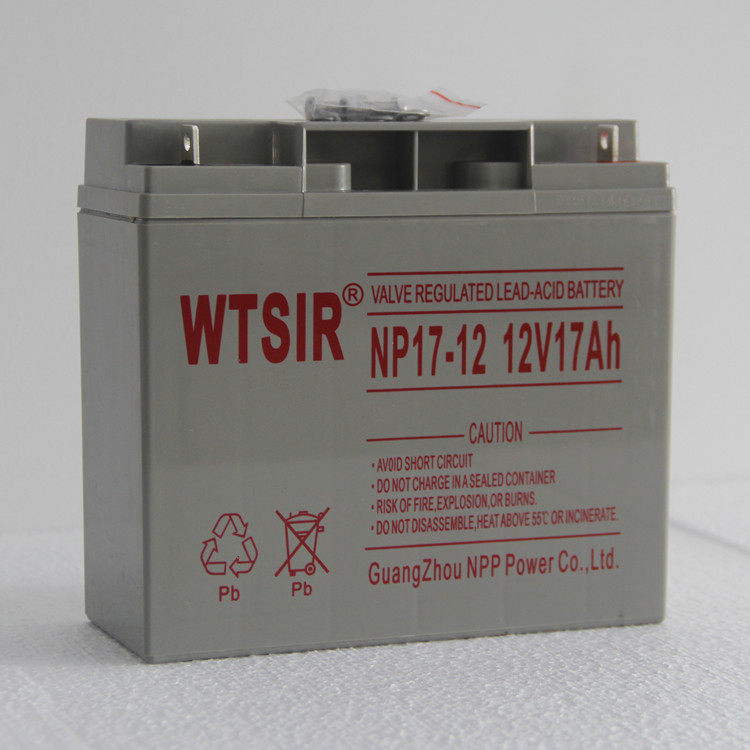 WTSIR®
VALVE REGULATED LEAD-ACID BATTERY
NP17-12 12V17Ah
CAUTION
• AVOID SHORT CIRCUIT
• DO NOT CHARGE IN A SEALED CONTAINER
• RISK OF FIRE,EXPLOSION,OR BURNS.
• DO NOT DISASSEMBLE,HEAT ABOVE 55℃ OR INCINERATE.
GuangZhou NPP Power Co.,Ltd.
Pb
Pb